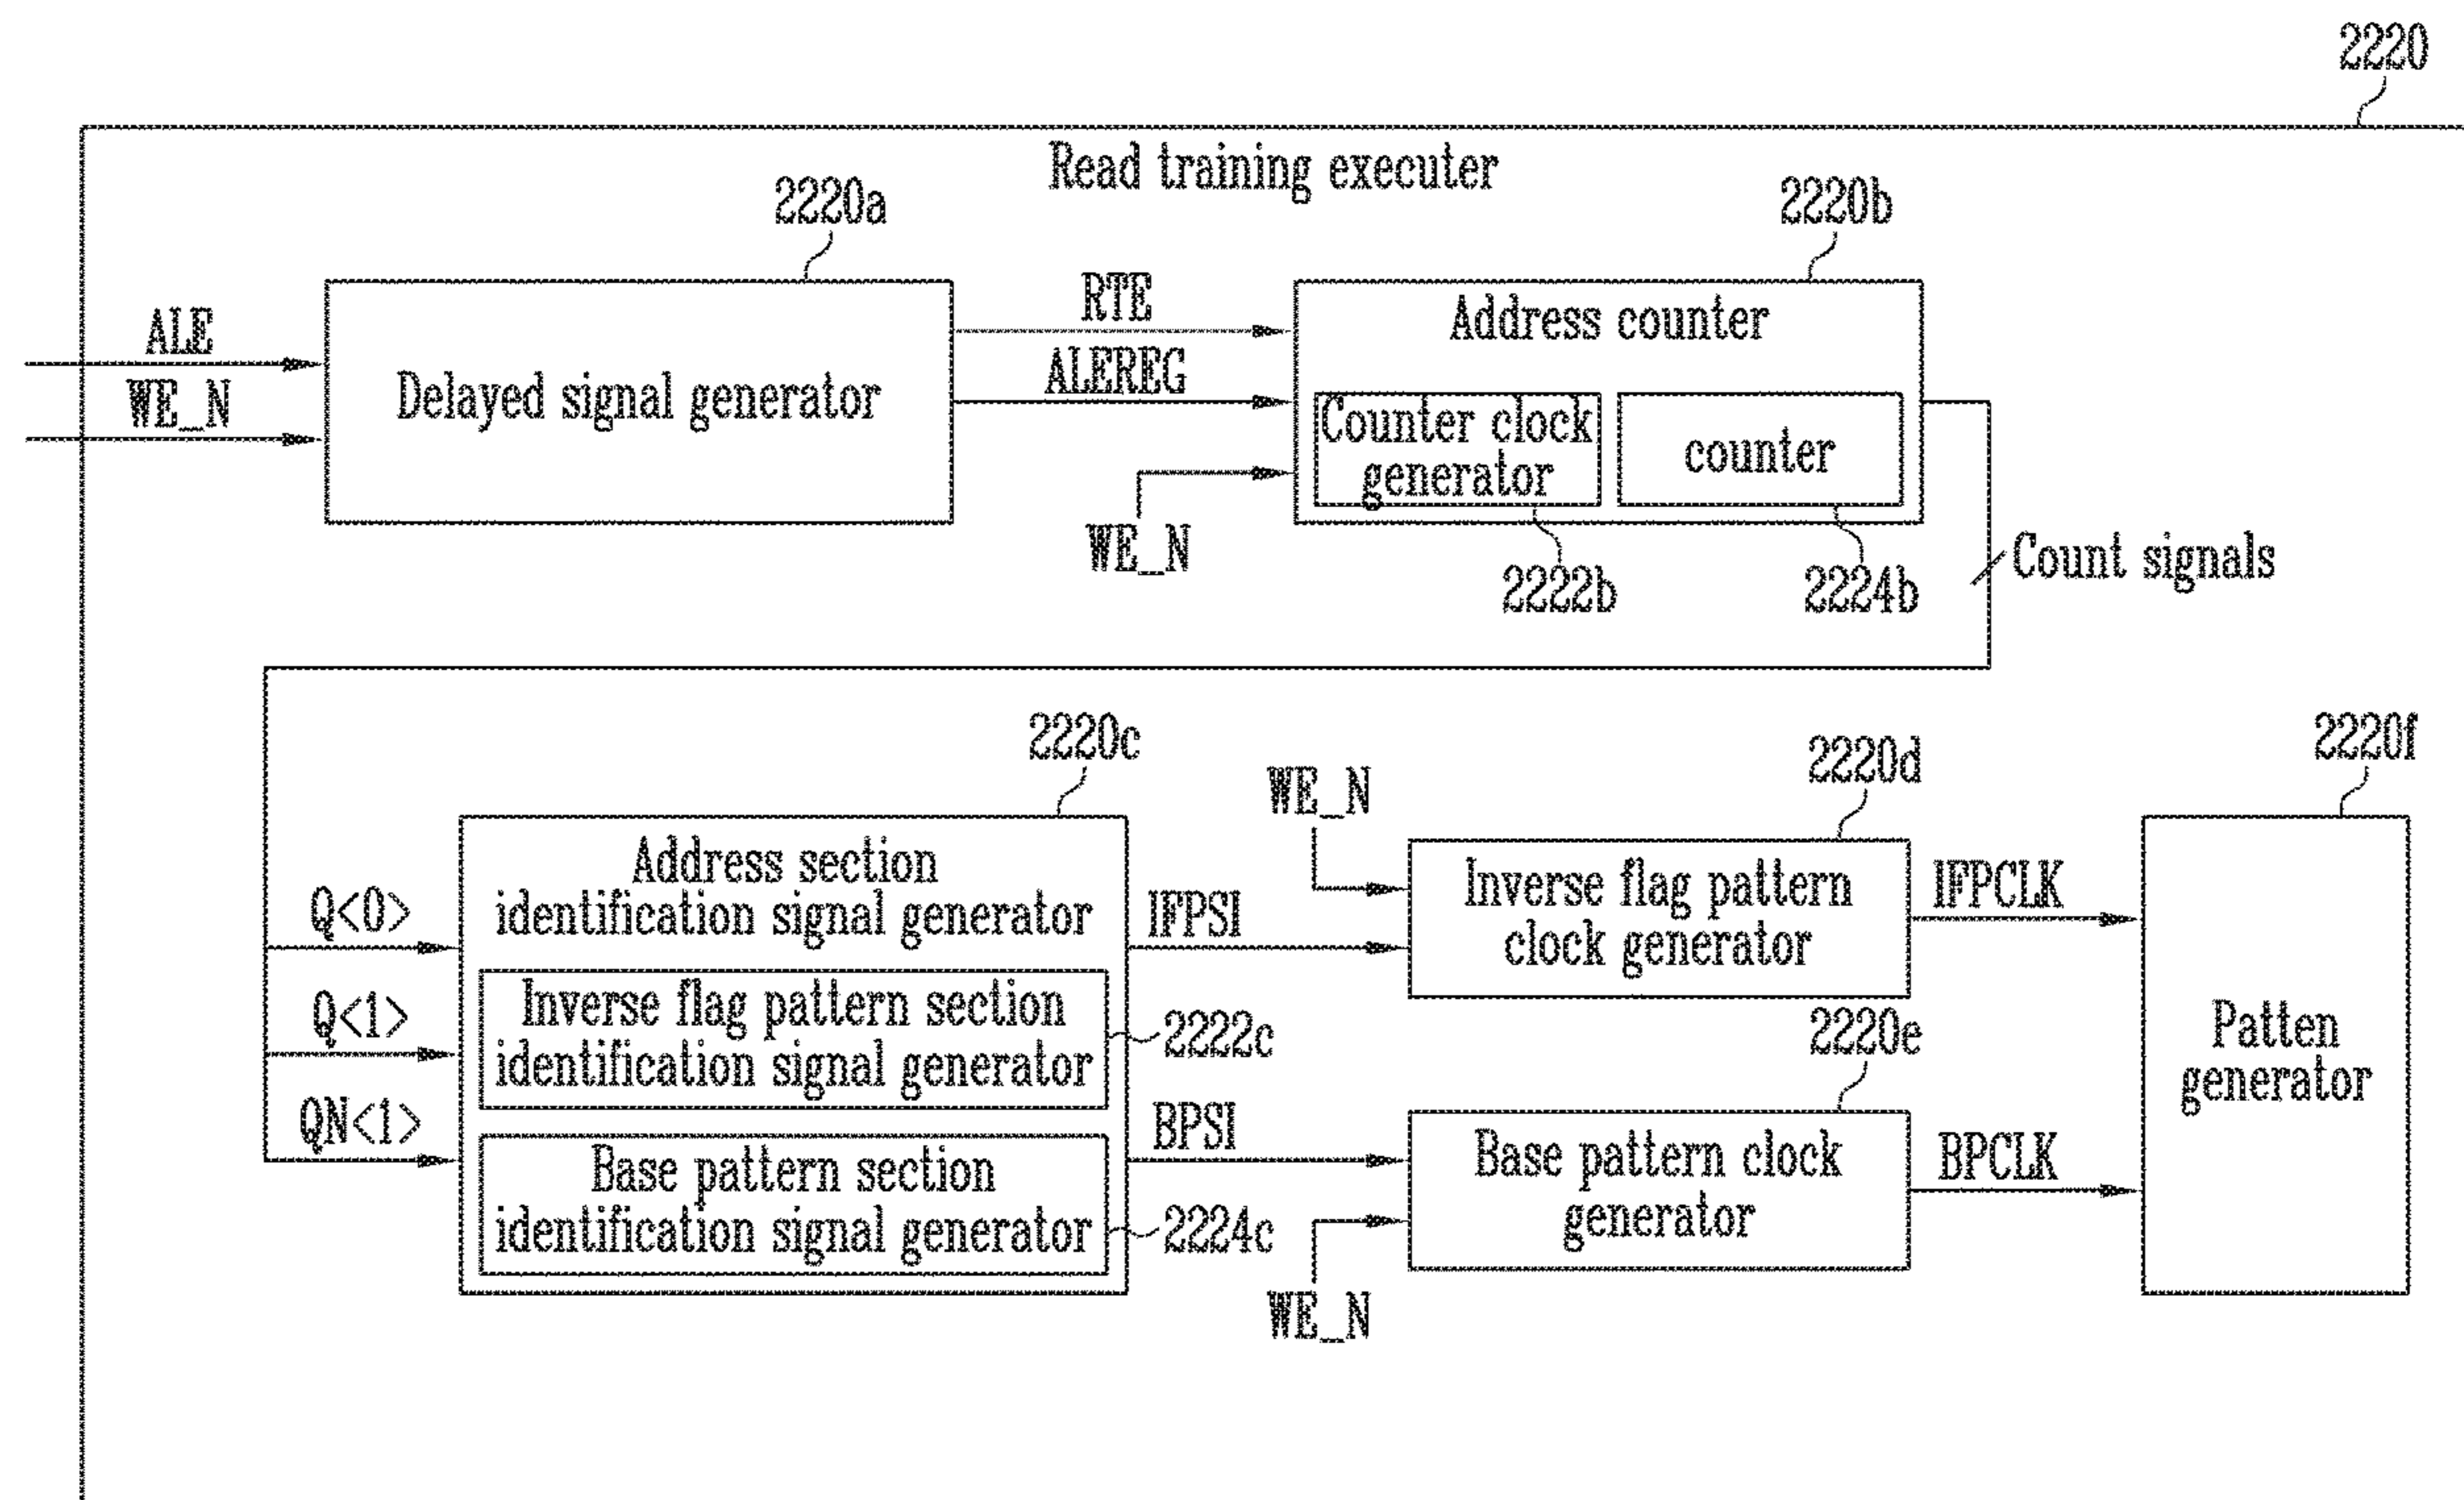 2220
Read training executer
2220a
2220b
ALE
WE_N
Delayed signal generator
RTE
ALEREG
WE_N
Address counter
Counter clock
generator
counter
2222b
2224b
Count signals
2220c
2220d
2220f
WE_N
Q<0>
Q<1>
QN<1>
Address section
identification signal generator
Inverse flag pattern section
identification signal generator
2222c
Base pattern section
identification signal generator
2224c
IFPSI
BPSI
Inverse flag pattern
clock generator
IFPCLK
2220e
Base pattern clock
generator
BPCLK
WE_N
Patten
generator